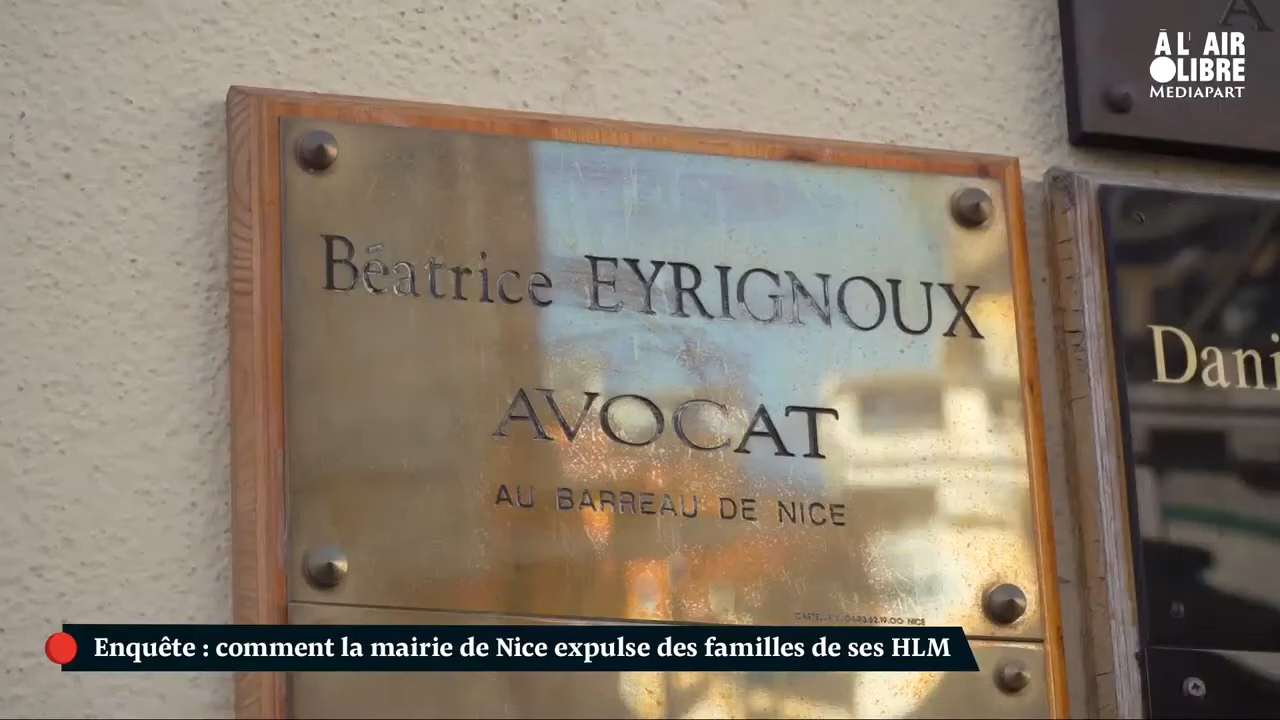 À L'AIR
LIBRE
MEDIAPART
Béatrice EYRIGNOUX
AVOCAT
AU BARREAU DE NICE
Dani
Enquête : comment la mairie de Nice expulse des familles de ses HLM